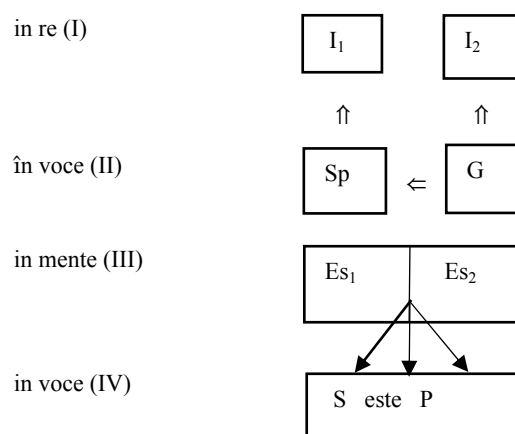 in re (I) I₁ I₂
⇑ ⇑
în voce (II) Sp ⇐ G
in mente (III) Es₁ Es₂
in voce (IV) S este P